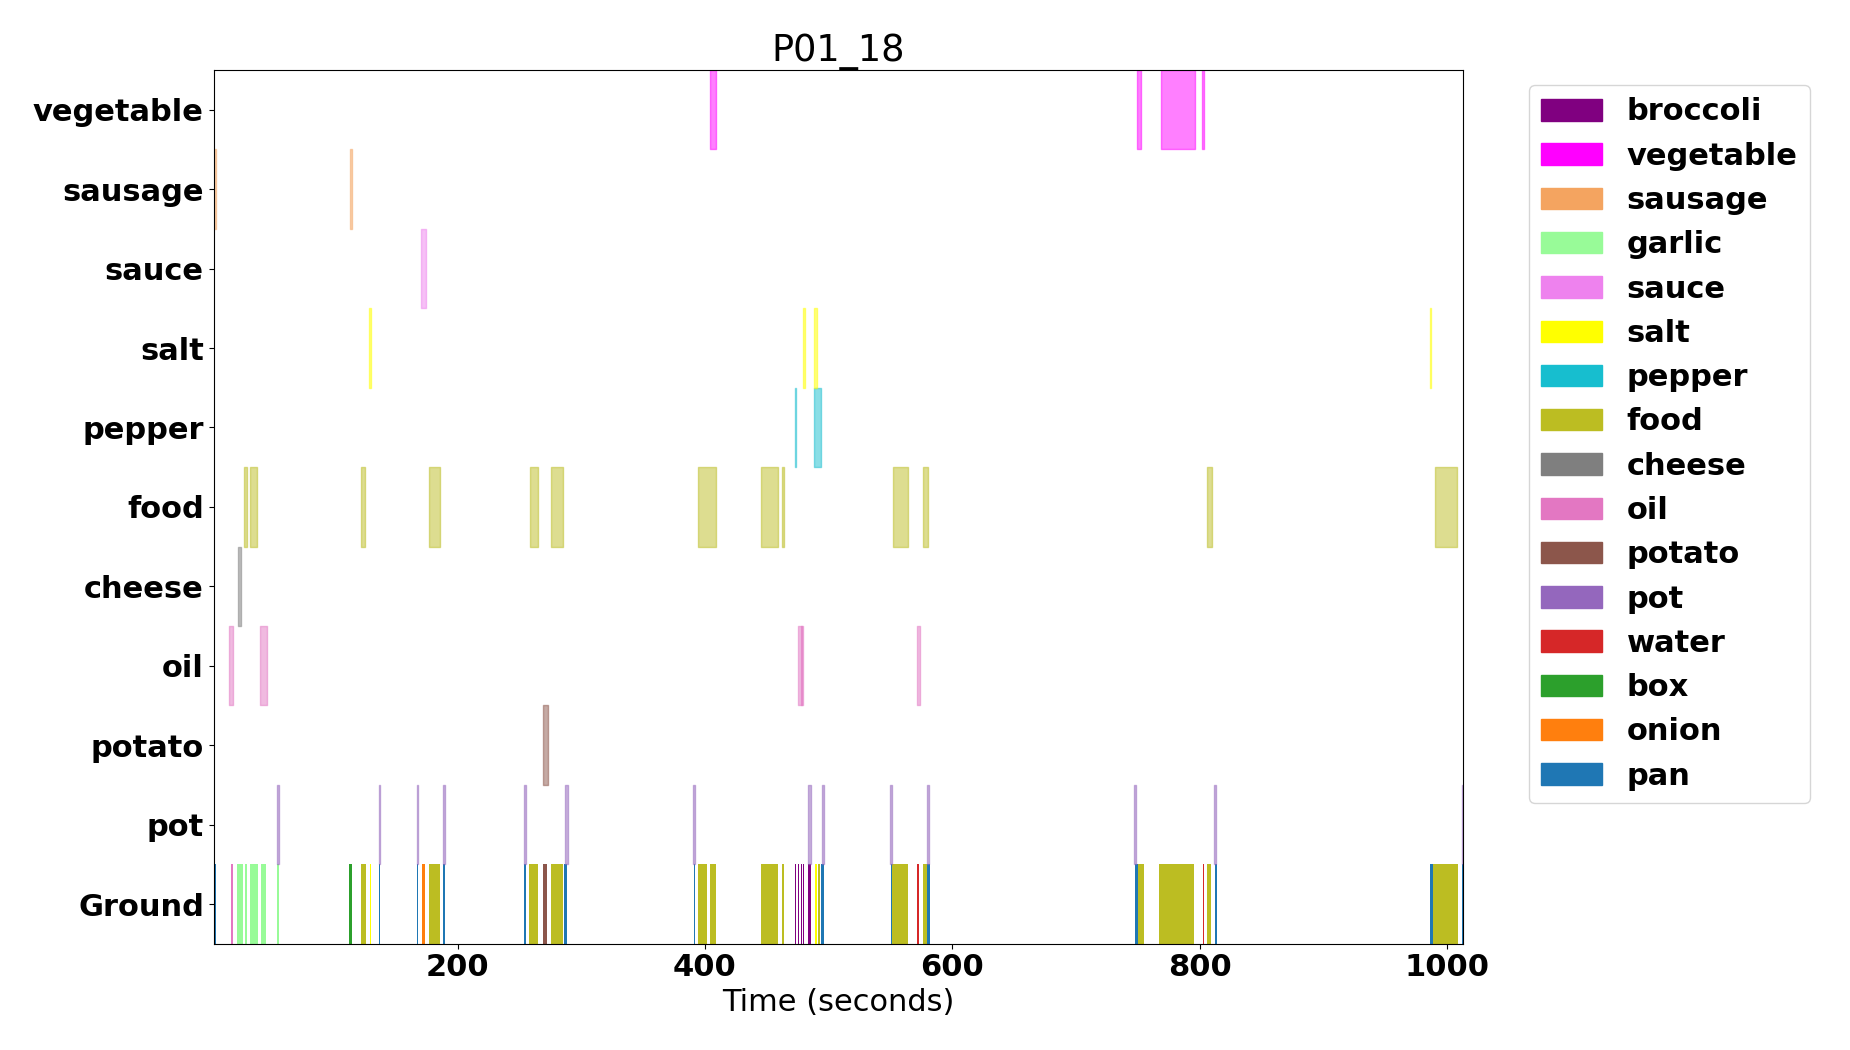 P01_18
vegetable
sausage
sauce
salt
pepper
food
cheese
oil
potato
pot
Ground
200 400 600 800 1000
Time (seconds)
broccoli
vegetable
sausage
garlic
sauce
salt
pepper
food
cheese
oil
potato
pot
water
box
onion
pan